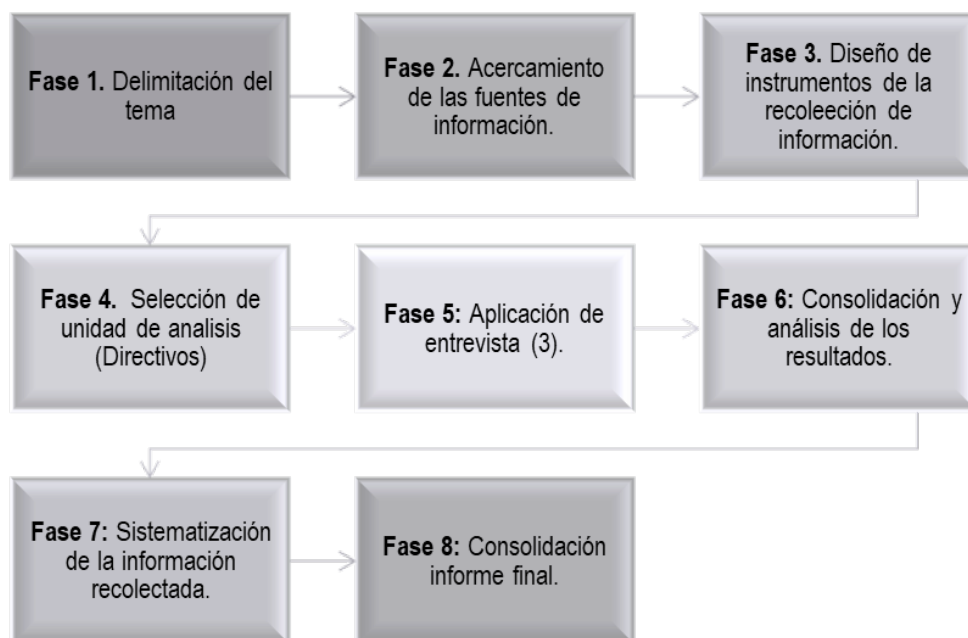 Fase 1. Delimitación del
tema
Fase 2. Acercamiento
de las fuentes de
información.
Fase 3. Diseño de
instrumentos de la
recoleeción de
información.
Fase 4. Selección de
unidad de analisis
(Directivos)
Fase 5: Aplicación de
entrevista (3).
Fase 6: Consolidación y
análisis de los
resultados.
Fase 7: Sistematización
de la información
recolectada.
Fase 8: Consolidación
informe final.